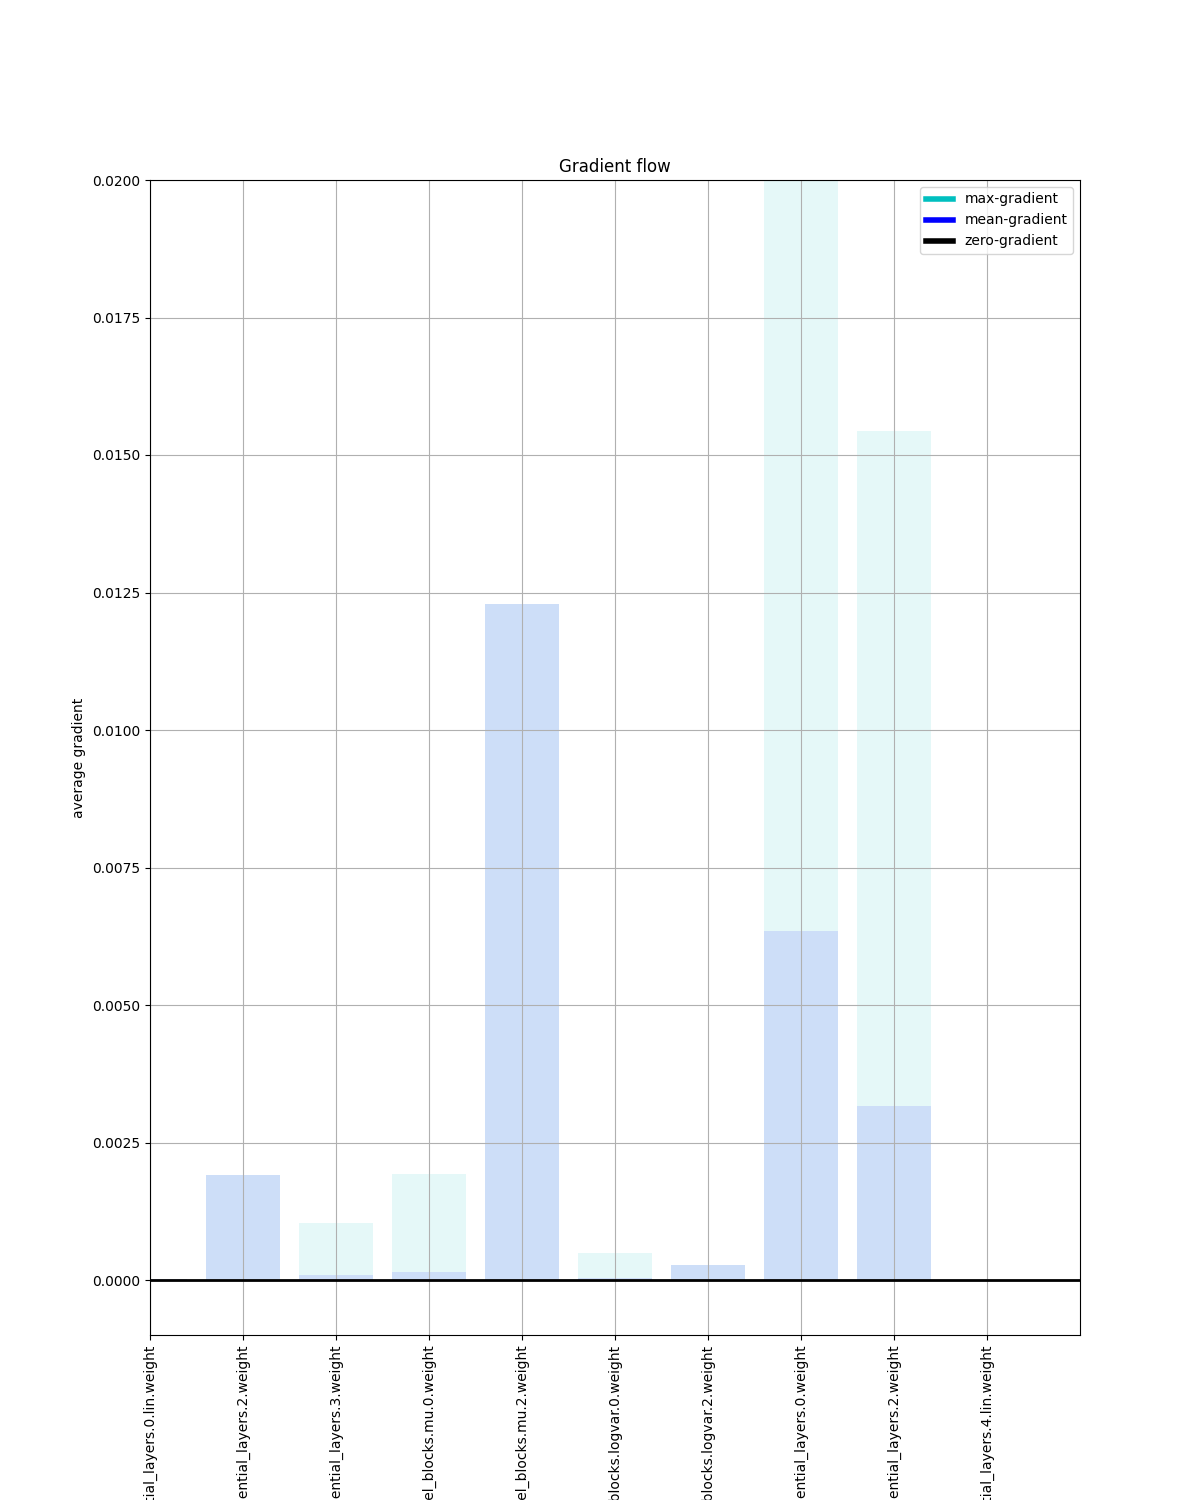 Gradient flow
max-gradient
mean-gradient
zero-gradient
0.0200
0.0175
0.0150
0.0125
0.0100
0.0075
0.0050
0.0025
0.0000
average gradient
tial_layers.0.lin.weight
ential_layers.2.weight
ential_layers.3.weight
el_blocks.mu.0.weight
el_blocks.mu.2.weight
blocks.logvar.0.weight
blocks.logvar.2.weight
ential_layers.0.weight
ential_layers.2.weight
tial_layers.4.lin.weight